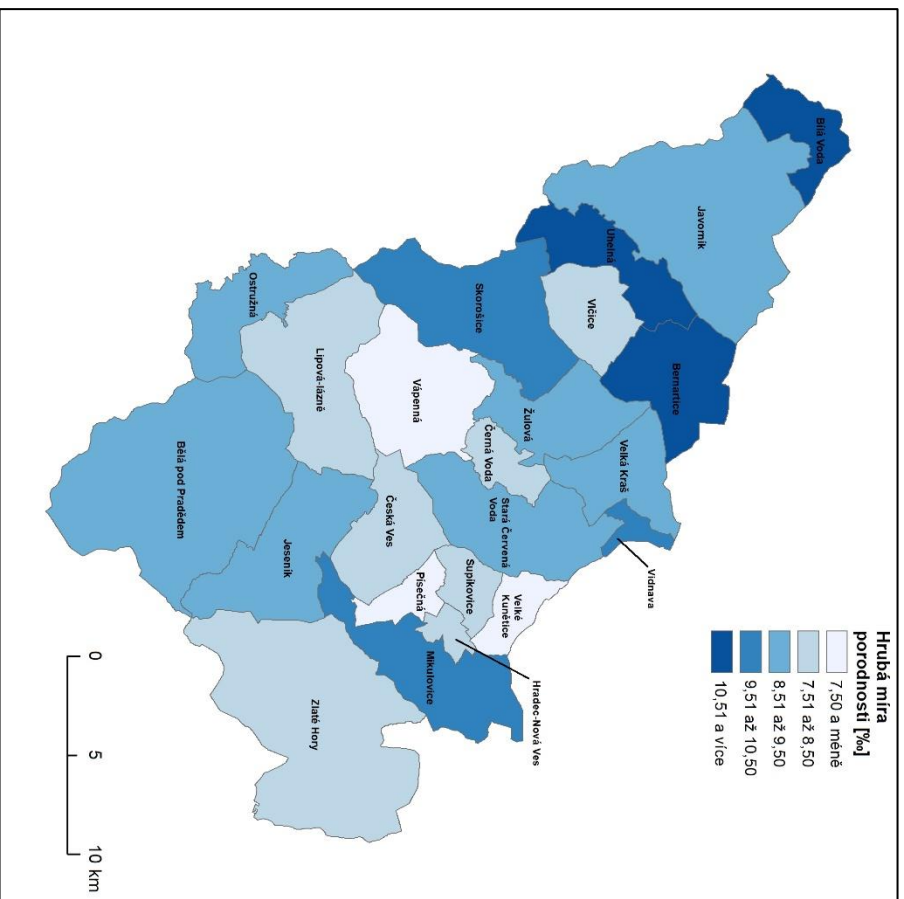 Hrubá míra
porodnosti [‰]
7,50 a méně
7,51 až 8,50
8,51 až 9,50
9,51 až 10,50
10,51 a více
Bílá Voda
Javorník
Bernartice
Vidnava
Velká Kraš
Uhelná
Vlčice
Hradec-Nová Ves
Žulová
Velké
Kunětice
Stará Červená
Voda
Černá Voda
Skorošice
Supíkovice
Mikulovice
Písečná
Vápenná
Česká Ves
Lipová-lázně
Zlaté Hory
Jeseník
Ostružná
Bělá pod Pradědem
0 5 10 km